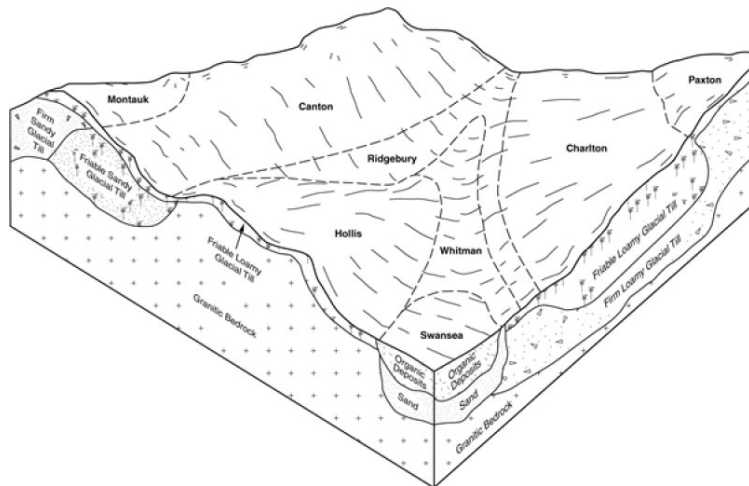 Montauk
Canton
Paxton
Firm
Sandy
Glacial
Till
Friable Sandy
Glacial Till
Ridgebury
Charlton
Hollis
Whitman
Friable Loamy
Glacial Till
Friable Loamy Glacial Till
Firm Loamy Glacial Till
Granitic Bedrock
Swansea
Organic
Deposits
Organic
Deposits
Sand
Sand
Granitic Bedrock